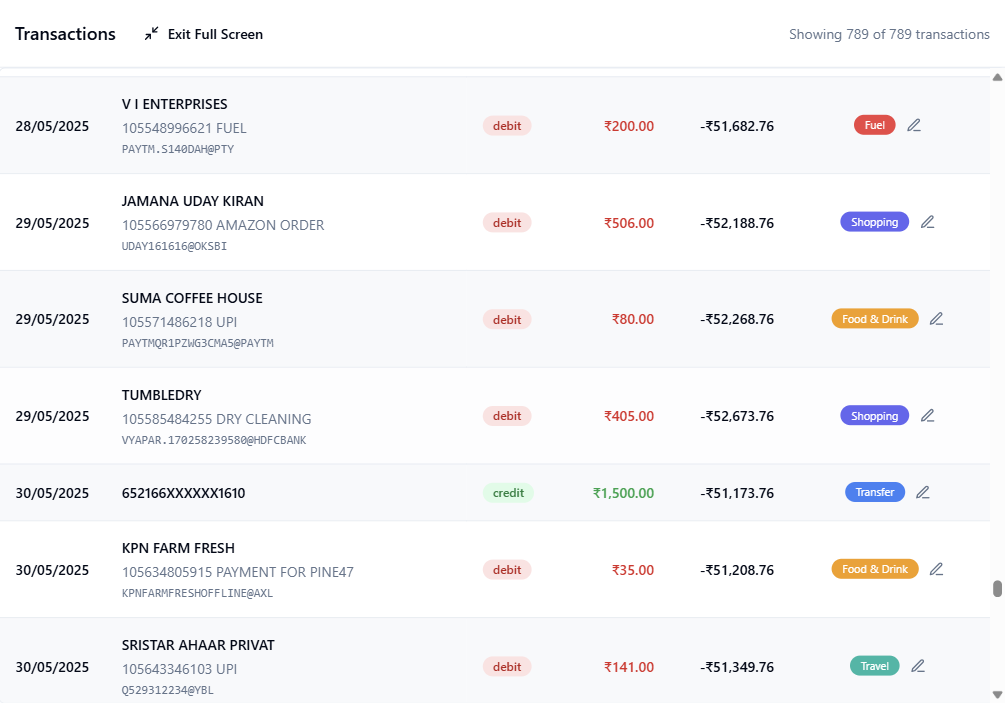 Transactions Exit Full Screen Showing 789 of 789 transactions
V I ENTERPRISES
28/05/2025 105548996621 FUEL debit ₹200.00 -₹51,682.76 Fuel
PAYTM.S140DAH@PTY
JAMANA UDAY KIRAN
29/05/2025 105566979780 AMAZON ORDER debit ₹506.00 -₹52,188.76 Shopping
UDAY161616@OKSBI
SUMA COFFEE HOUSE
29/05/2025 105571486218 UPI debit ₹80.00 -₹52,268.76 Food & Drink
PAYTMQR1PZWG3CMA5@PAYTM
TUMBLEDRY
29/05/2025 105585484255 DRY CLEANING debit ₹405.00 -₹52,673.76 Shopping
VYAPAR.170258239580@HDFCBANK
30/05/2025 652166XXXXXX1610 credit ₹1,500.00 -₹51,173.76 Transfer
KPN FARM FRESH
30/05/2025 105634805915 PAYMENT FOR PINE47 debit ₹35.00 -₹51,208.76 Food & Drink
KPNFARMFRESHOFFLINE@AXL
SRISTAR AHAAR PRIVAT
30/05/2025 105643346103 UPI debit ₹141.00 -₹51,349.76 Travel
Q529312234@YBL